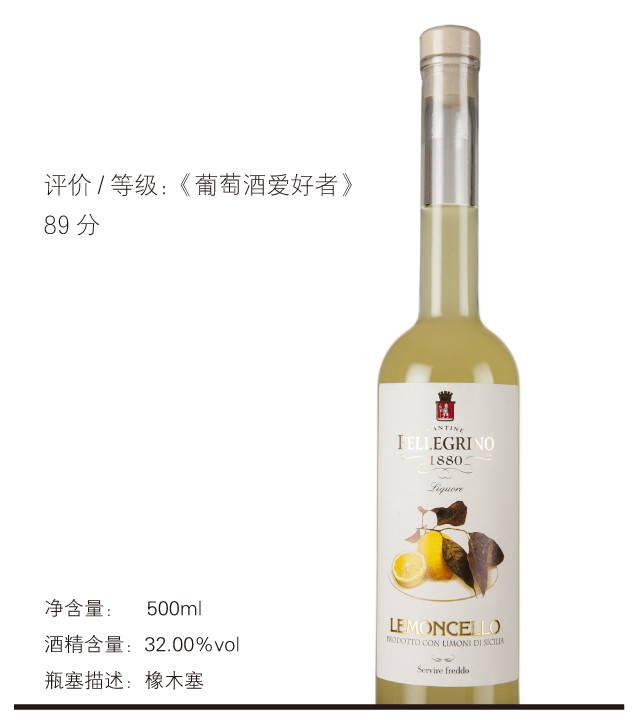 评价 / 等级：《葡萄酒爱好者》
89 分
CANTINE
PELLEGRINO
1880
Liquore
LEMONCELLO
PRODOTTO CON LIMONI DI SICILIA
Servire freddo
净含量： 500ml
酒精含量：32.00%vol
瓶塞描述：橡木塞